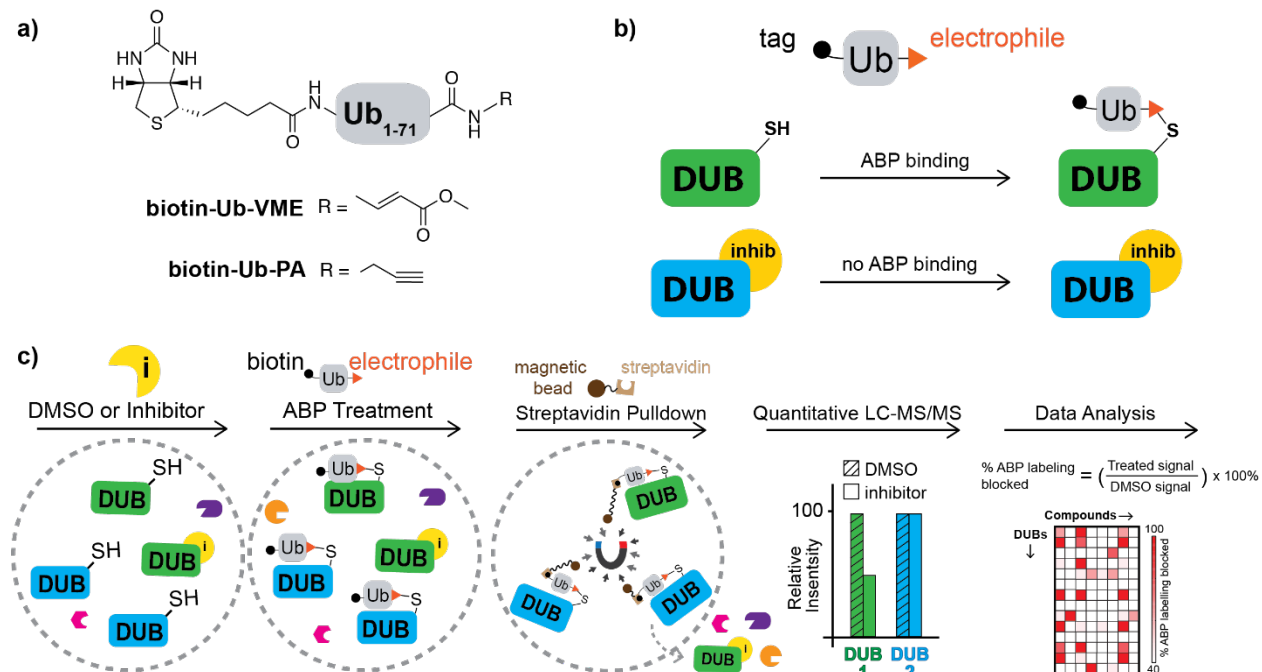 a)
O
HN
NH
H
H
S
O
H
N
Ub1-71
O
N
H
R
biotin-Ub-VME R =
O
O
biotin-Ub-PA R =
b)
tag
Ub
electrophile
SH
DUB
ABP binding
Ub
S
DUB
inhib
DUB
no ABP binding
inhib
DUB
c)
i
DMSO or Inhibitor
SH
DUB
SH
DUB
DUB
i
SH
DUB
biotin
electrophile
Ub
ABP Treatment
Ub
S
DUB
Ub
S
DUB
DUB
i
Ub
S
DUB
magnetic
bead
streptavidin
Streptavidin Pulldown
Ub
S
DUB
Ub
S
DUB
Ub
S
DUB
DUB
i
Quantitative LC-MS/MS
DMSO
inhibitor
100
Relative
Insentsity
DUB
1
DUB
2
Data Analysis
% ABP labeling
blocked
= (Treated signal
DMSO signal) x 100%
Compounds →
DUBs
↓
100
% ABP labelling blocked
40